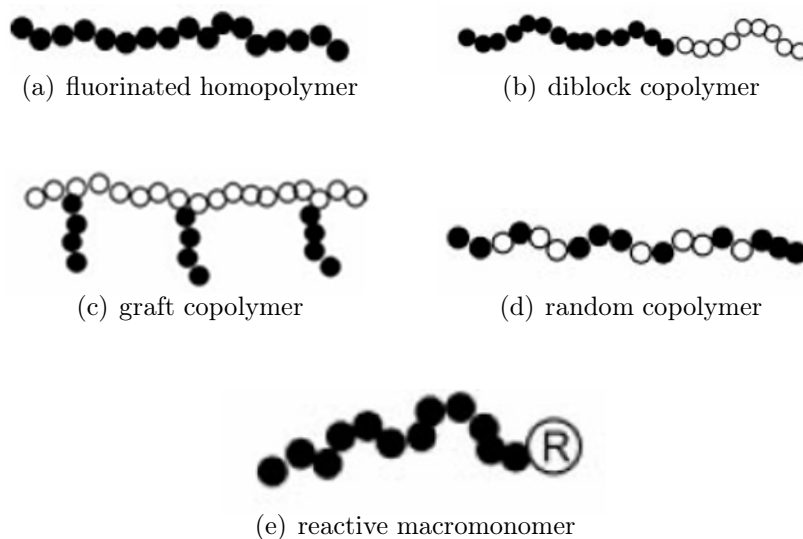 (a) fluorinated homopolymer
(b) diblock copolymer
(c) graft copolymer
(d) random copolymer
R
(e) reactive macromonomer